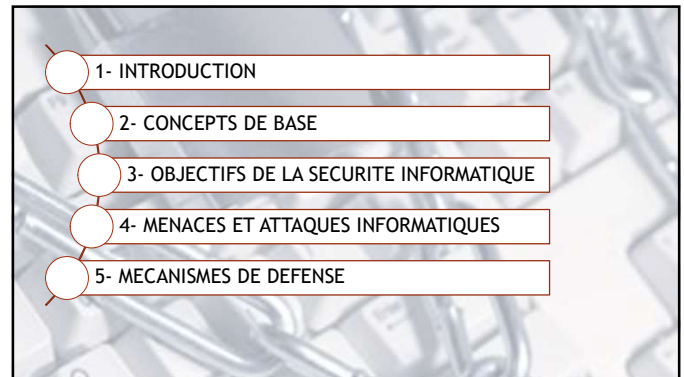 1- INTRODUCTION
2- CONCEPTS DE BASE
3- OBJECTIFS DE LA SECURITE INFORMATIQUE
4- MENACES ET ATTAQUES INFORMATIQUES
5- MECANISMES DE DEFENSE